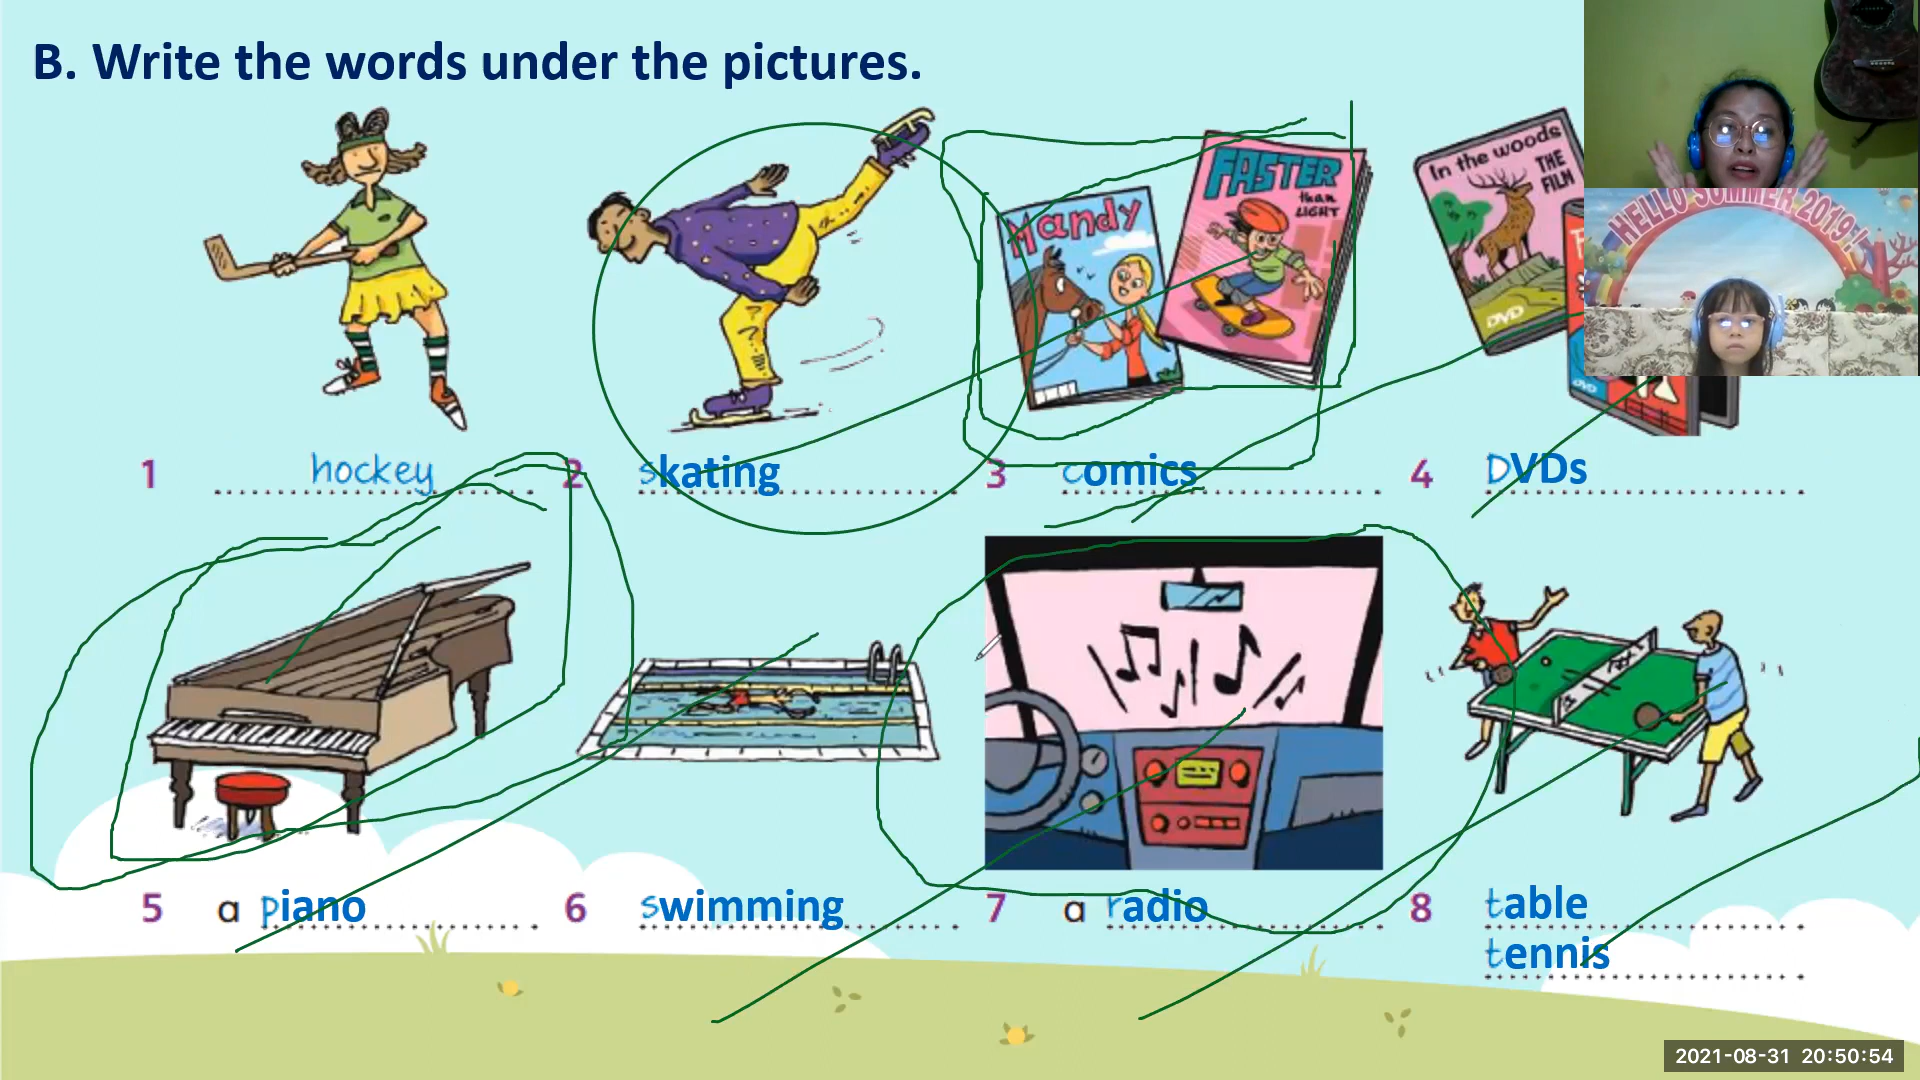 B. Write the words under the pictures.
HELLO SUMMER 2019!
Mandy
FASTER
than
LIGHT
In the woods
THE
FILM
DVD
DVD
1 hockey
2 skating
3 comics
4 DVDs
5 a piano
6 swimming
7 a radio
8 table
tennis
2021-08-31 20:50:54